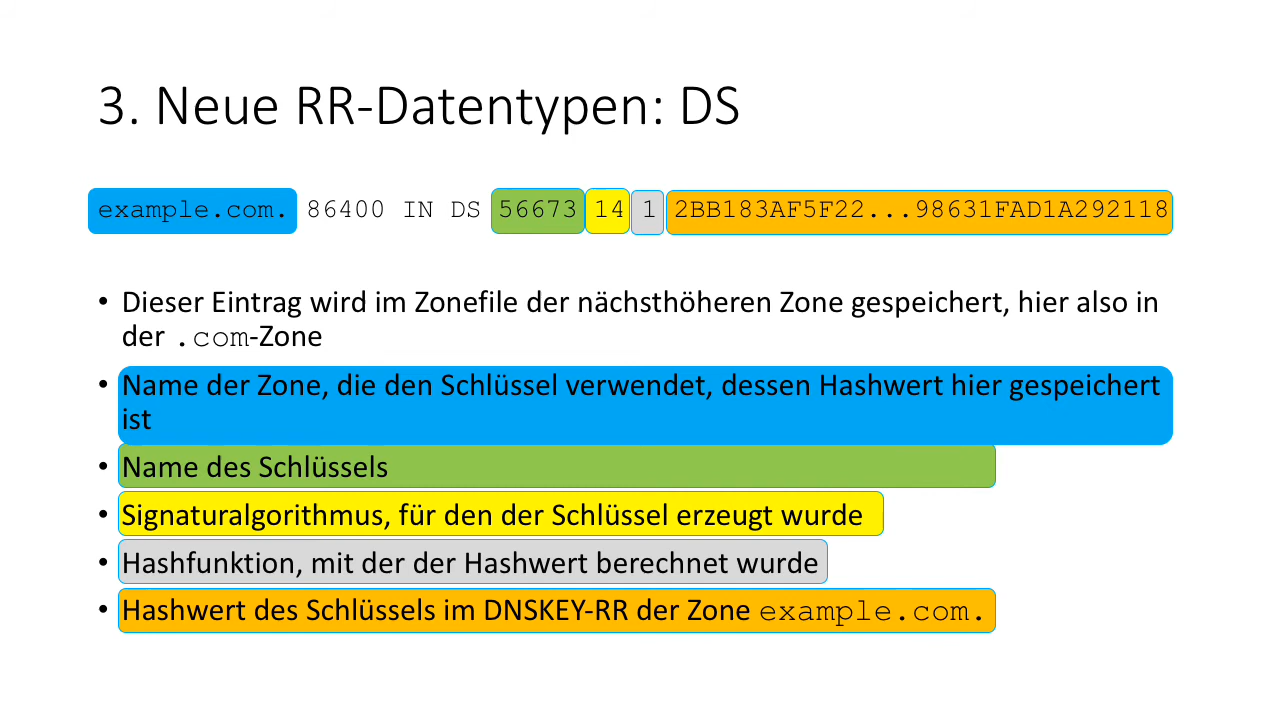 3. Neue RR-Datentypen: DS
example.com. 86400 IN DS 56673 14 1 2BB183AF5F22...98631FAD1A292118
• Dieser Eintrag wird im Zonefile der nächsthöheren Zone gespeichert, hier also in
der .com-Zone
• Name der Zone, die den Schlüssel verwendet, dessen Hashwert hier gespeichert
ist
• Name des Schlüssels
• Signaturalgorithmus, für den der Schlüssel erzeugt wurde
• Hashfunktion, mit der der Hashwert berechnet wurde
• Hashwert des Schlüssels im DNSKEY-RR der Zone example.com.